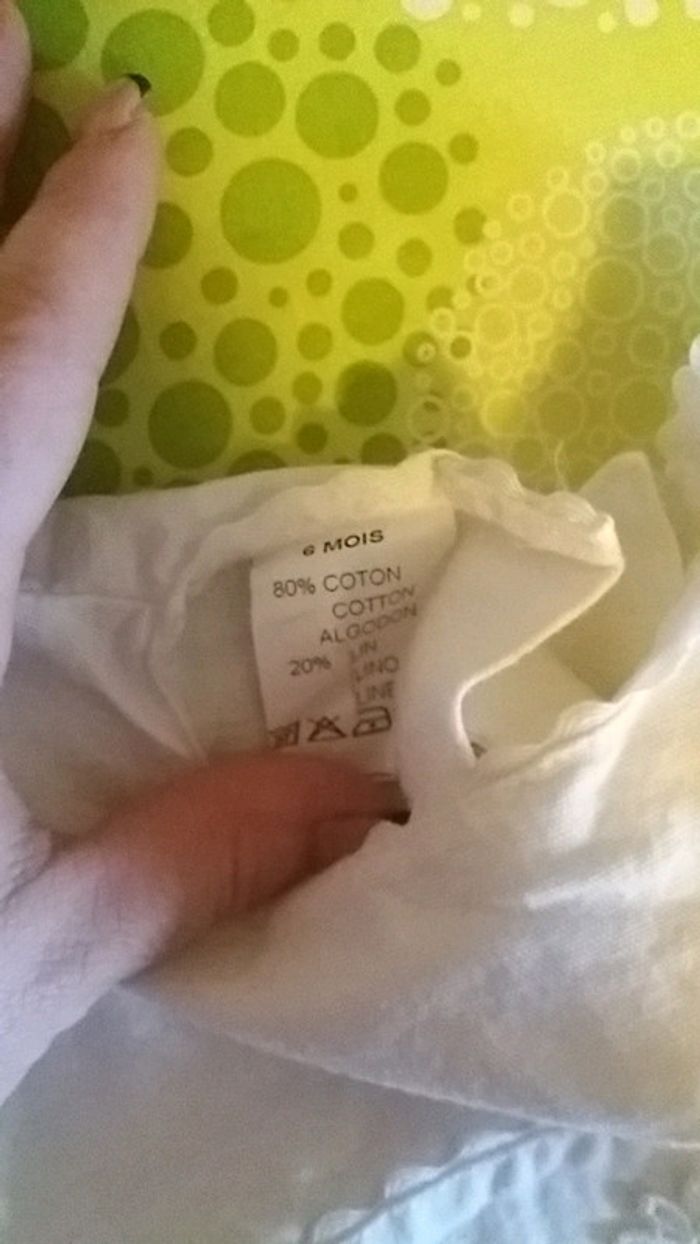 6 MOIS
80% COTON
COTTON
ALGODON
20% LIN
LINO
LINE